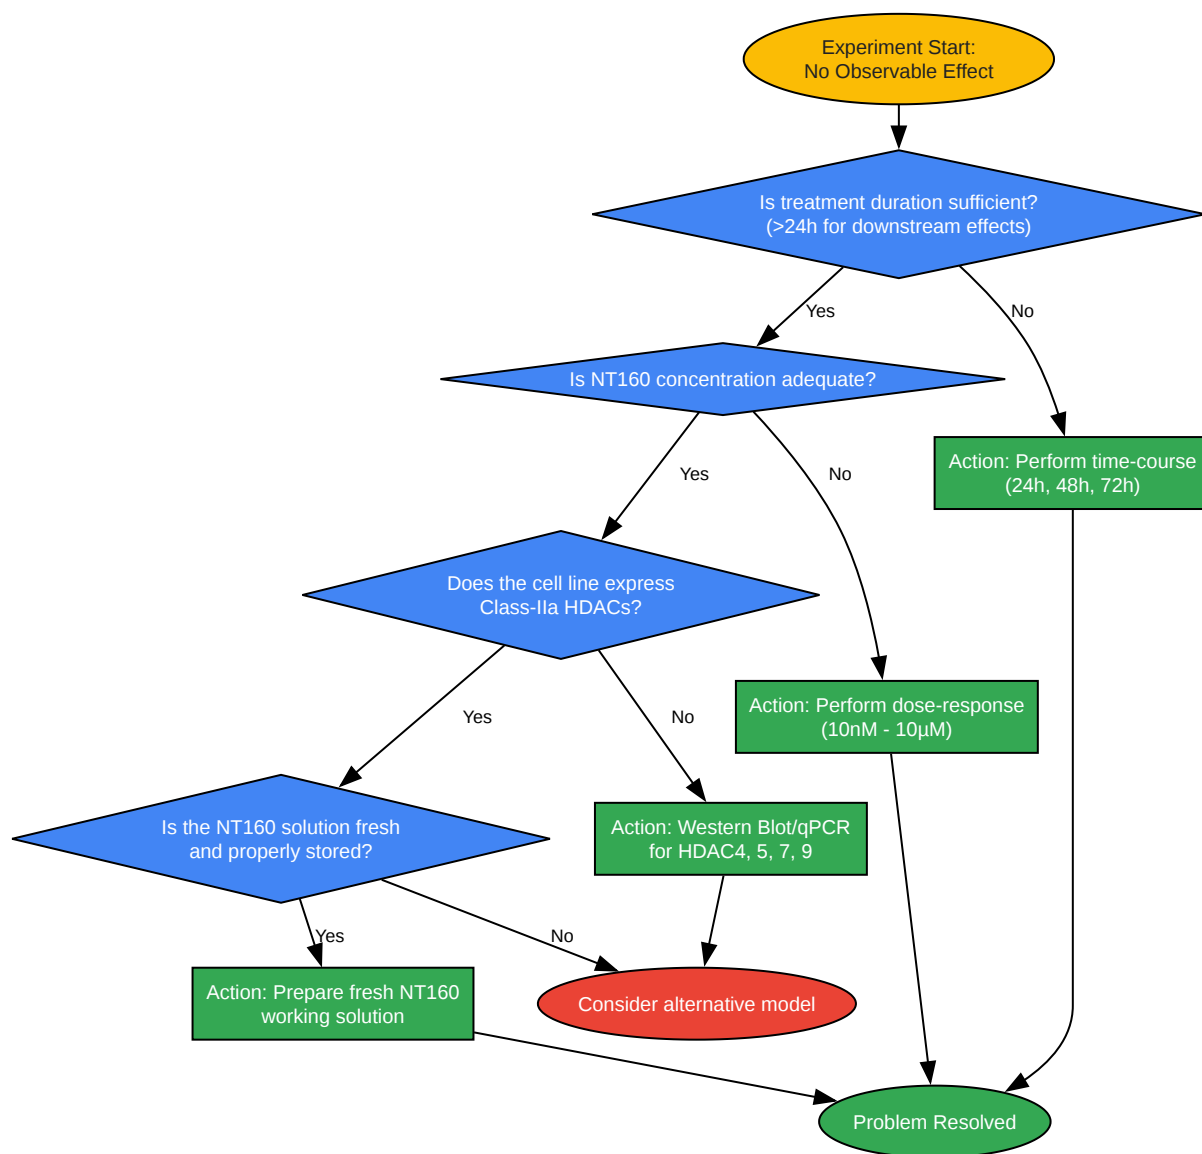 Experiment Start:
No Observable Effect
Is treatment duration sufficient?
(>24h for downstream effects)
Yes
No
Is NT160 concentration adequate?
Action: Perform time-course
(24h, 48h, 72h)
Yes
No
Does the cell line express
Class-IIa HDACs?
Action: Perform dose-response
(10nM - 10µM)
Yes
No
Is the NT160 solution fresh
and properly stored?
Action: Western Blot/qPCR
for HDAC4, 5, 7, 9
Yes
No
Action: Prepare fresh NT160
working solution
Consider alternative model
Problem Resolved